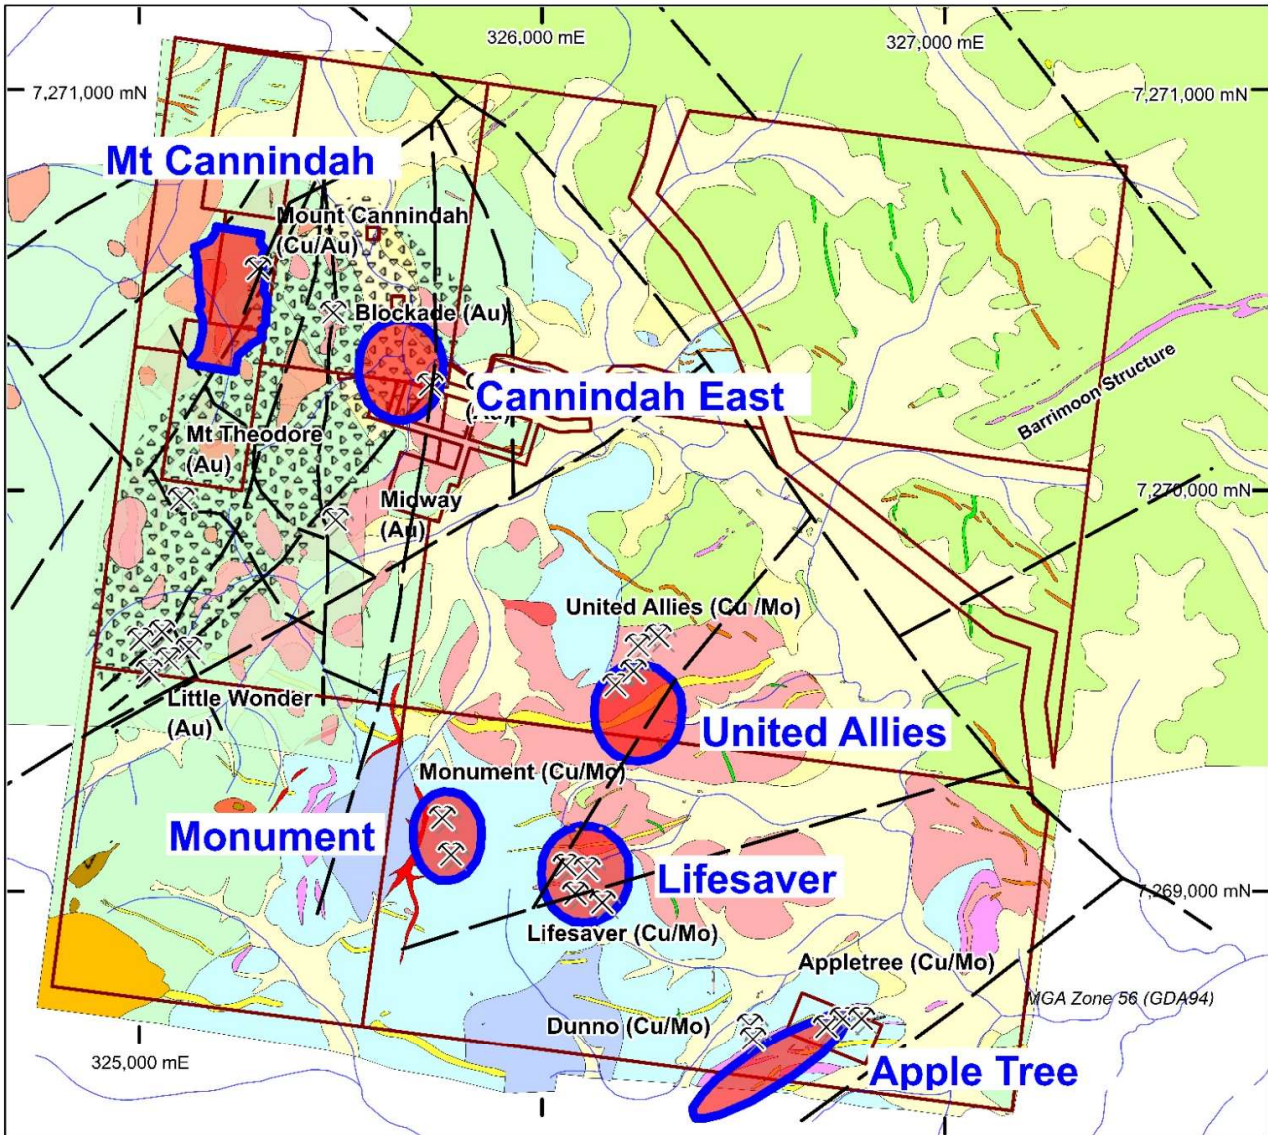 326,000 mE
327,000 mE
7,271,000 mN
7,271,000 mN
Mt Cannindah
Mount Cannindah
(Cu/Au)
Blockade (Au)
Cannindah East
Barrimoon Structure
Mt Theodore
(Au)
Midway
(Au)
7,270,000 mN
United Allies (Cu /Mo)
Little Wonder
(Au)
United Allies
Monument (Cu/Mo)
Monument
Lifesaver
7,269,000 mN
Lifesaver (Cu/Mo)
Appletree (Cu/Mo)
MGA Zone 56 (GDA94)
Dunno (Cu/Mo)
325,000 mE
Apple Tree